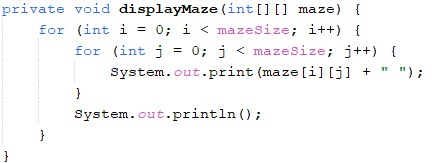 private void displayMaze(int[][] maze) {
    for (int i = 0; i < mazeSize; i++) {
        for (int j = 0; j < mazeSize; j++) {
            System.out.print(maze[i][j] + " ");
        }
        System.out.println();
    }
}